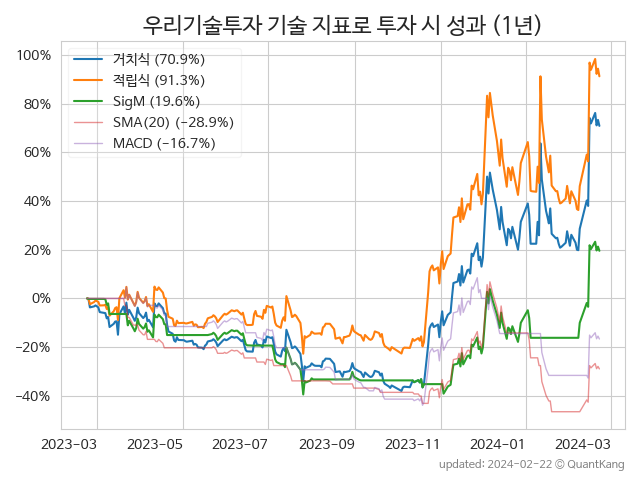 우리기술투자 기술 지표로 투자 시 성과 (1년)
거치식 (70.9%)
적립식 (91.3%)
SigM (19.6%)
SMA(20) (−28.9%)
MACD (−16.7%)
100%
80%
60%
40%
20%
0%
−20%
−40%
2023-03
2023-05
2023-07
2023-09
2023-11
2024-01
2024-03
updated: 2024-02-22 © QuantKang